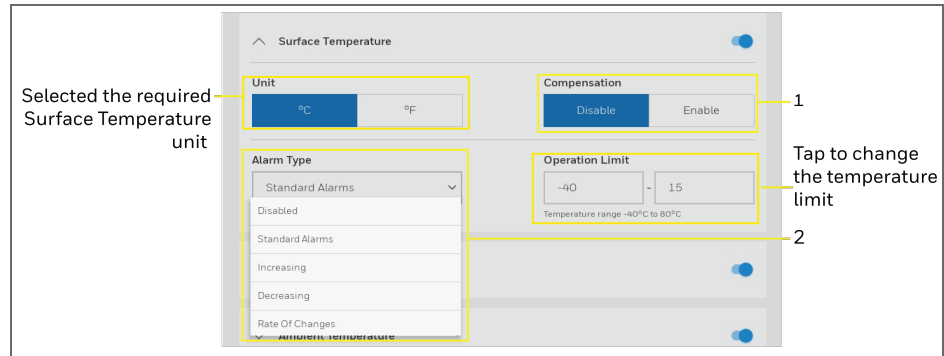 Surface Temperature
Selected the required
Surface Temperature
unit
Unit
°C
°F
Compensation
Disable
Enable
1
Alarm Type
Standard Alarms
Operation Limit
-40
-
15
Temperature range -40°C to 80°C
Tap to change
the temperature
limit
2
Disabled
Standard Alarms
Increasing
Decreasing
Rate Of Changes
Ambient Temperature